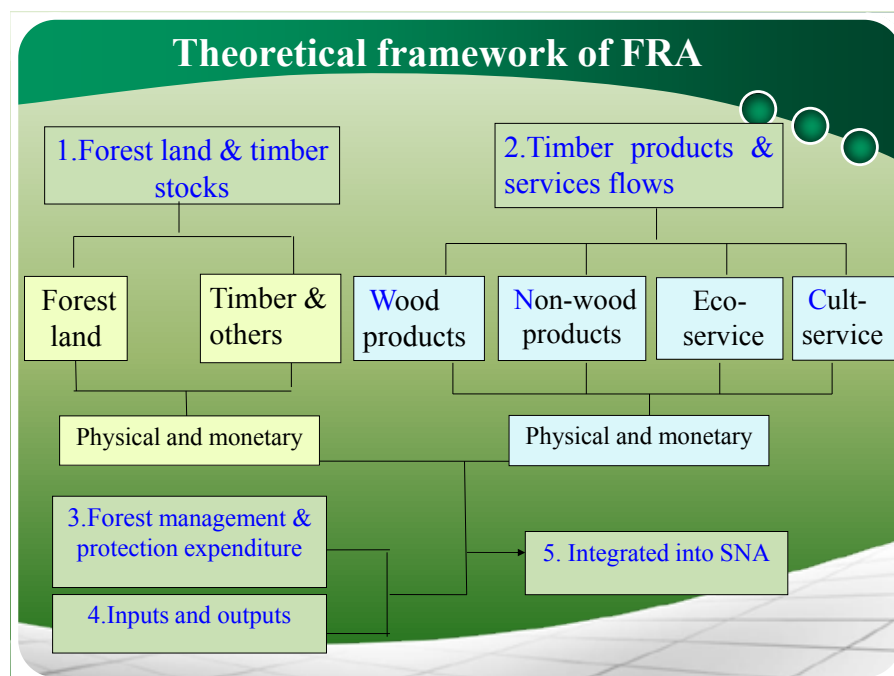 Theoretical framework of FRA
1.Forest land & timber
stocks
2.Timber products &
services flows
Forest
land
Timber &
others
Wood
products
Non-wood
products
Eco-
service
Cult-
service
Physical and monetary
Physical and monetary
3.Forest management &
protection expenditure
4.Inputs and outputs
5. Integrated into SNA